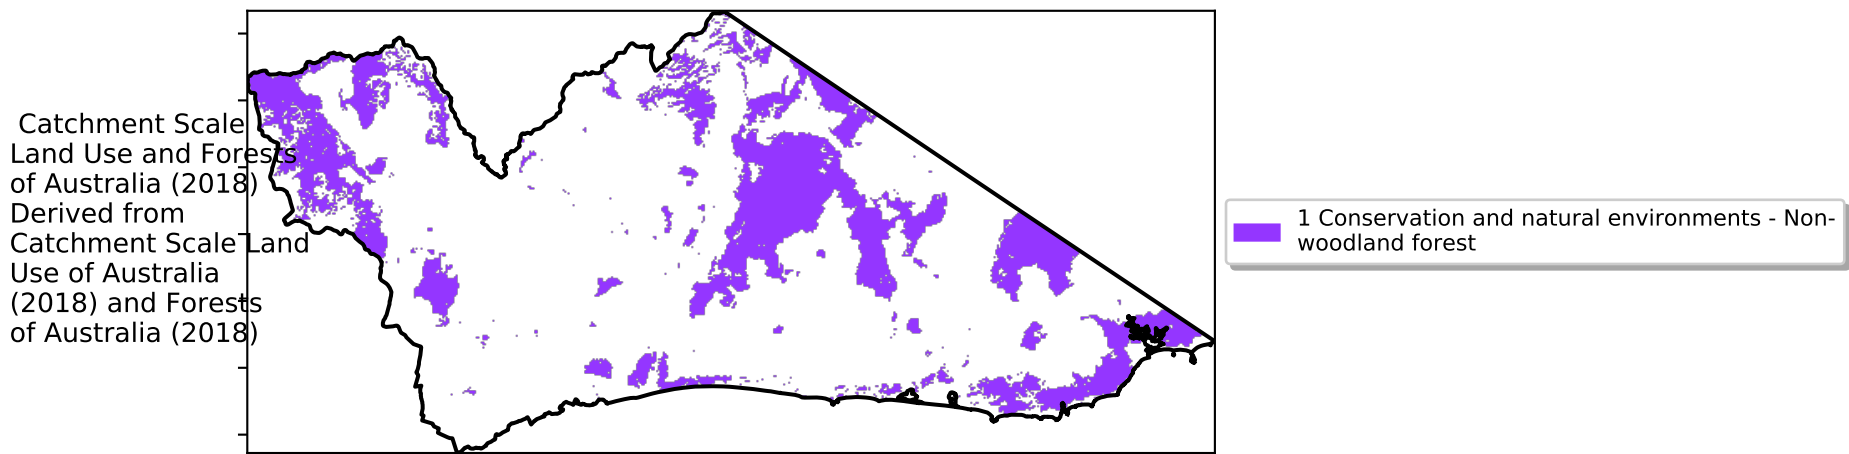 Catchment Scale
Land Use and Forests
of Australia (2018)
Derived from
Catchment Scale Land
Use of Australia
(2018) and Forests
of Australia (2018)
1 Conservation and natural environments - Non-
woodland forest